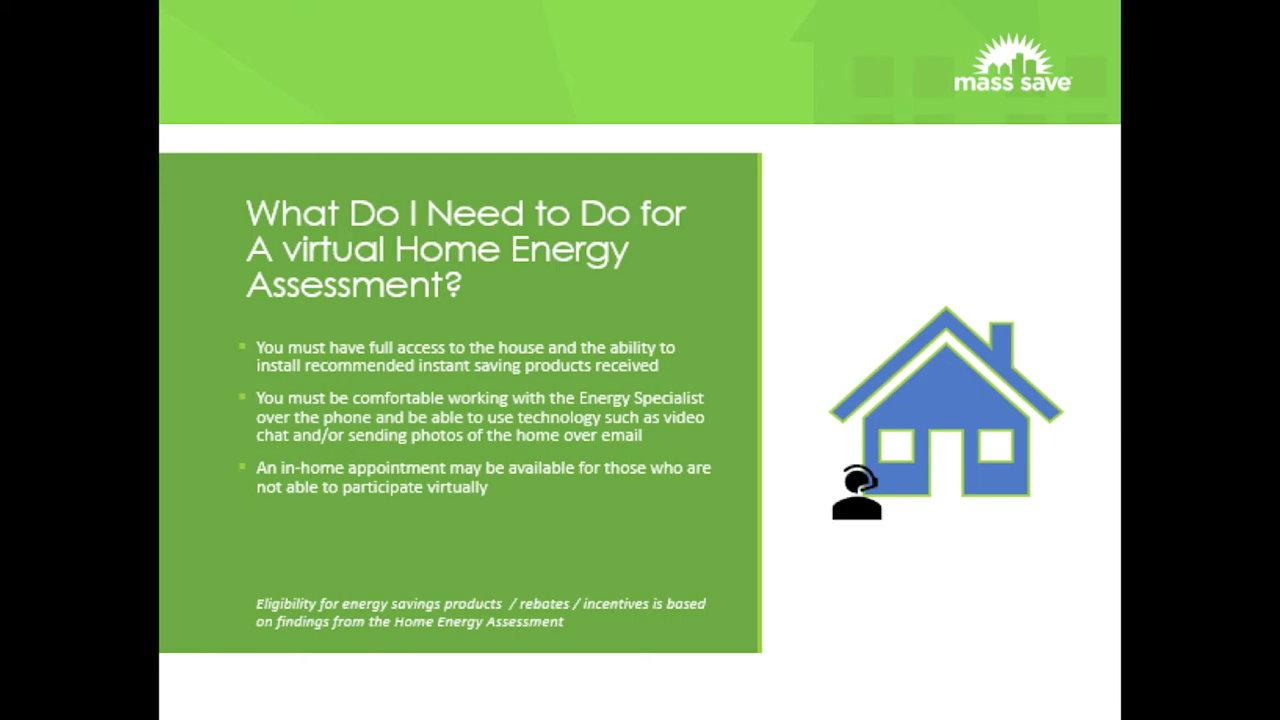 mass save
What Do I Need to Do for
A virtual Home Energy
Assessment?
You must have full access to the house and the ability to
install recommended instant saving products received
You must be comfortable working with the Energy Specialist
over the phone and be able to use technology such as video
chat and/or sending photos of the home over email
An in-home appointment may be available for those who are
not able to participate virtually
Eligibility for energy savings products / rebates / incentives is based
on findings from the Home Energy Assessment